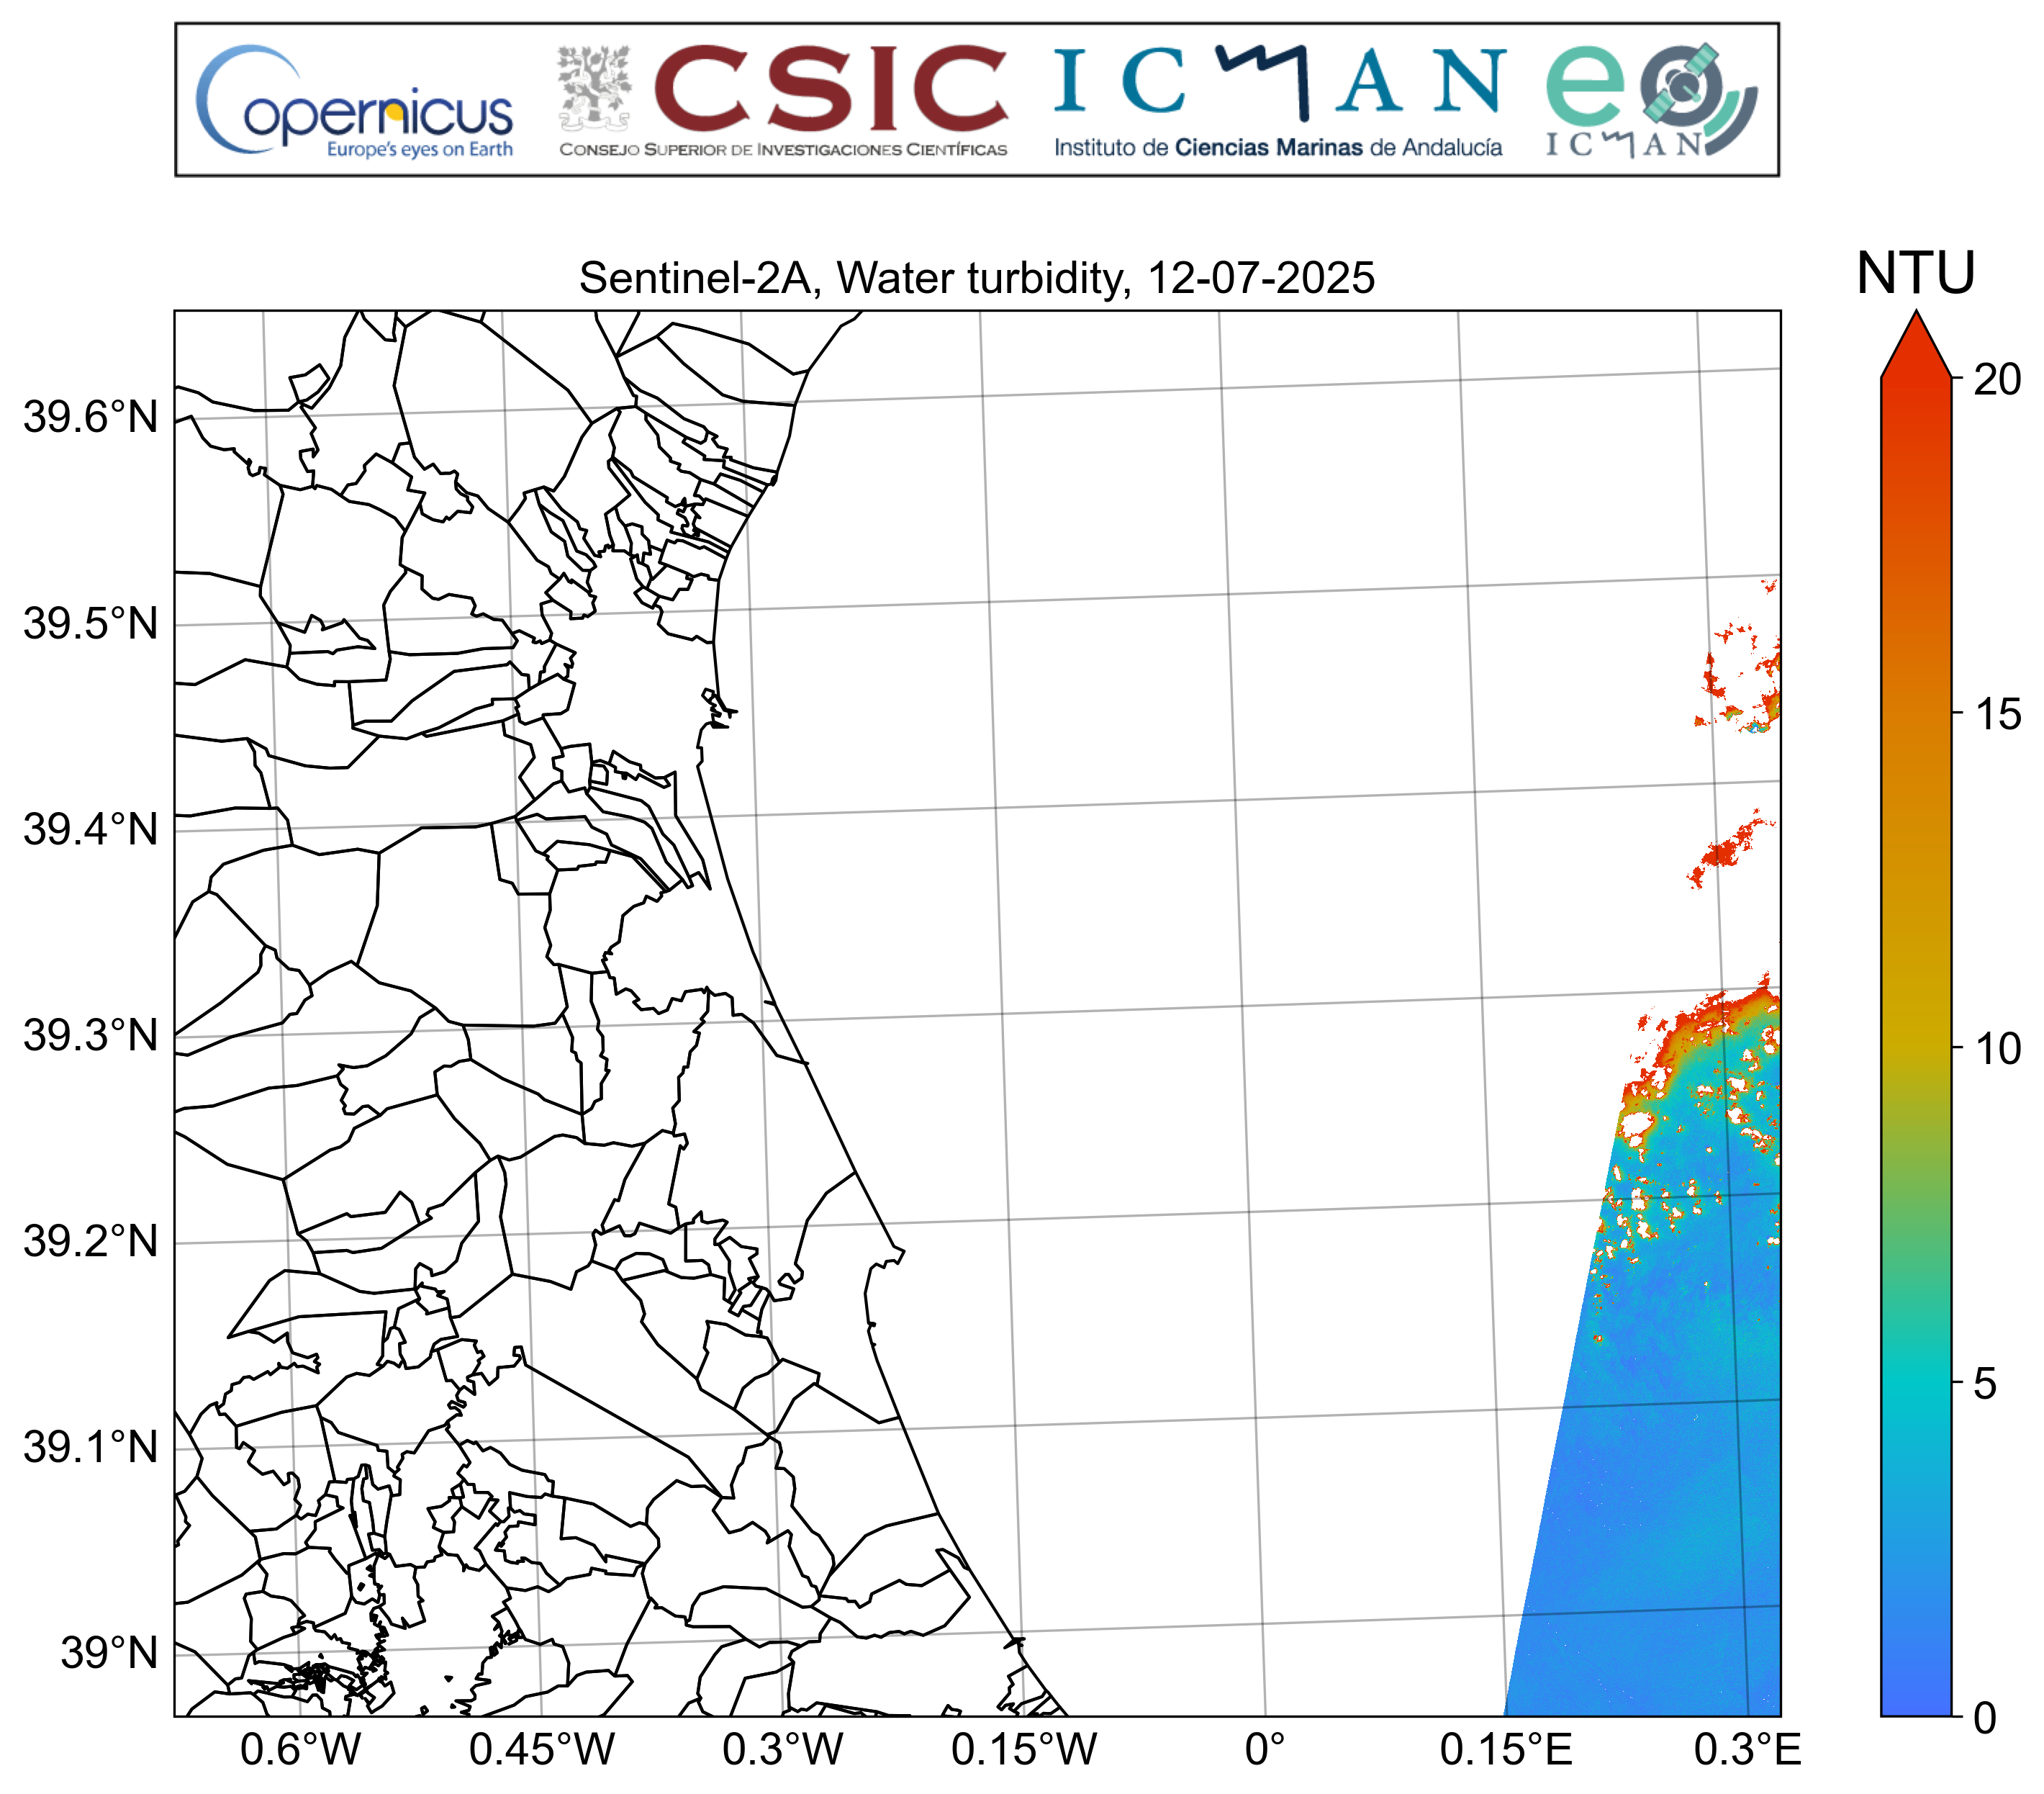 Copernicus
Europe's eyes on Earth
CSIC
CONSEJO SUPERIOR DE INVESTIGACIONES CIENTÍFICAS
ICMAN
Instituto de Ciencias Marinas de Andalucía
eo
ICMAN
Sentinel-2A, Water turbidity, 12-07-2025
NTU
20
15
10
5
0
39.6°N
39.5°N
39.4°N
39.3°N
39.2°N
39.1°N
39°N
0.6°W 0.45°W 0.3°W 0.15°W 0° 0.15°E 0.3°E